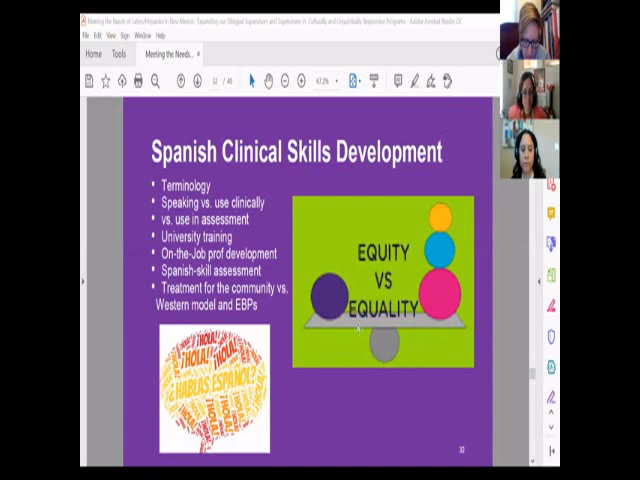 Meeting the Needs of Latinx/Hispanics in New Mexico: Expanding our Bilingual Supervisors and Supervisees in Culturally and Linguistically Responsive Programs - Adobe Acrobat Reader DC
File Edit View Sign Window Help
Home Tools Meeting the Needs... ×
32 / 40 67.2%
Spanish Clinical Skills Development
• Terminology
• Speaking vs. use clinically
• vs. use in assessment
• University training
• On-the-Job prof development
• Spanish-skill assessment
• Treatment for the community vs.
Western model and EBPs
EQUITY
VS
EQUALITY
¡HOLA! ¡HOLA!
¿HABLAS ESPAÑOL?
32